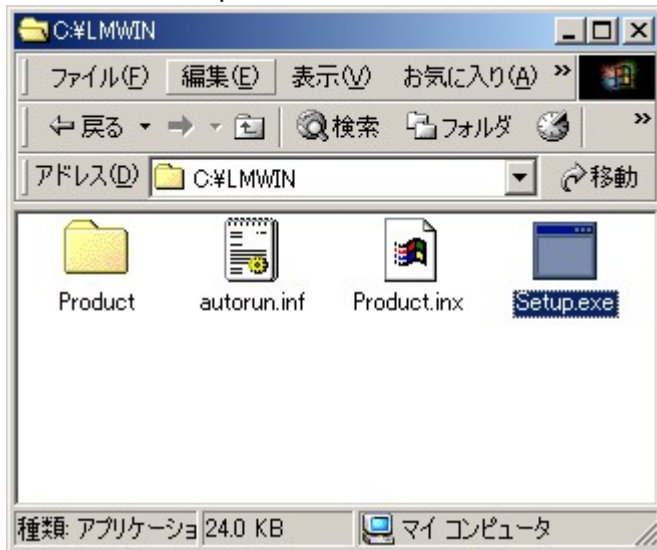 C:¥LMWIN
ファイル(F) 編集(E) 表示(V) お気に入り(A) »
戻る 検索 フォルダ »
アドレス(D) C:¥LMWIN 移動
Product autorun.inf Product.inx Setup.exe
種類: アプリケーショ 24.0 KB マイ コンピュータ